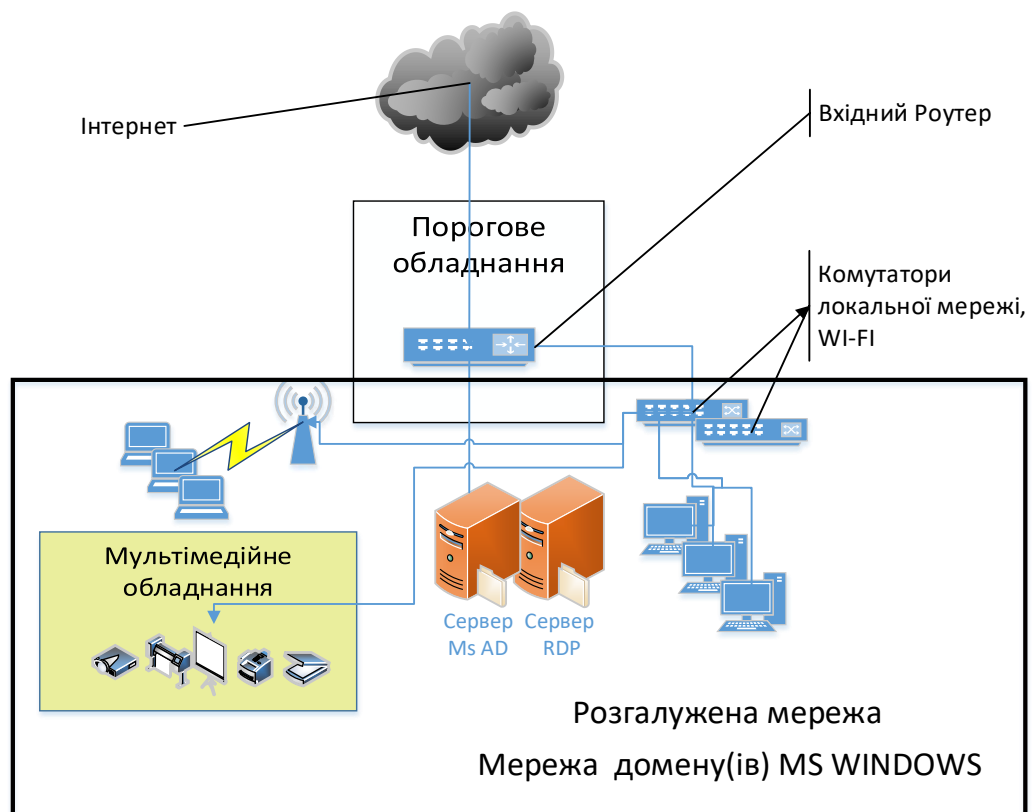 Інтернет
Вхідний Роутер
Порогове
обладнання
Комутатори
локальної мережі,
WI-FI
Мультімедійне
обладнання
Сервер
Ms AD
Сервер
RDP
Розгалужена мережа
Мережа домену(ів) MS WINDOWS